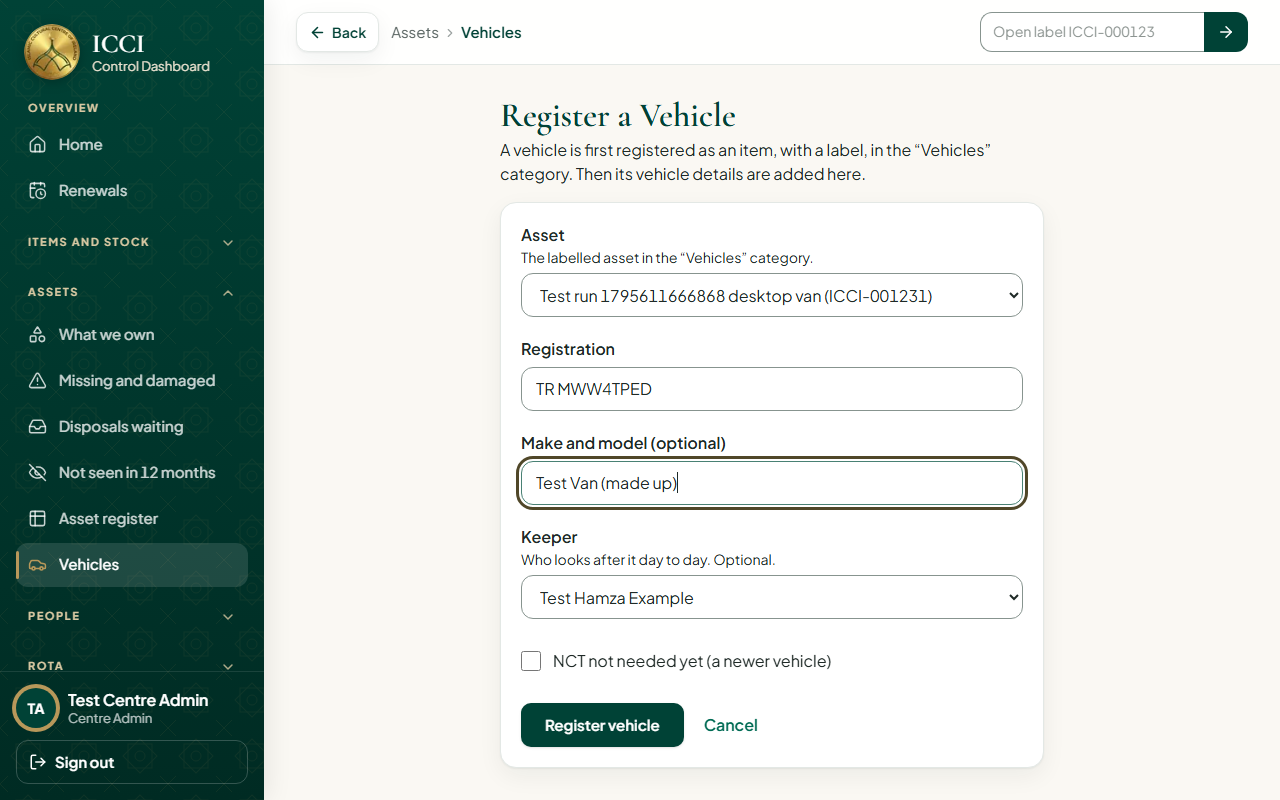 ICCI
Control Dashboard
OVERVIEW
Home
Renewals
ITEMS AND STOCK
ASSETS
What we own
Missing and damaged
Disposals waiting
Not seen in 12 months
Asset register
Vehicles
PEOPLE
ROTA
TA
Test Centre Admin
Centre Admin
Sign out
Back
Assets
Vehicles
Open label ICCI-000123
Register a Vehicle
A vehicle is first registered as an item, with a label, in the “Vehicles”
category. Then its vehicle details are added here.
Asset
The labelled asset in the “Vehicles” category.
Test run 1795611666868 desktop van (ICCI-001231)
Registration
TR MWW4TPED
Make and model (optional)
Test Van (made up)
Keeper
Who looks after it day to day. Optional.
Test Hamza Example
NCT not needed yet (a newer vehicle)
Register vehicle
Cancel